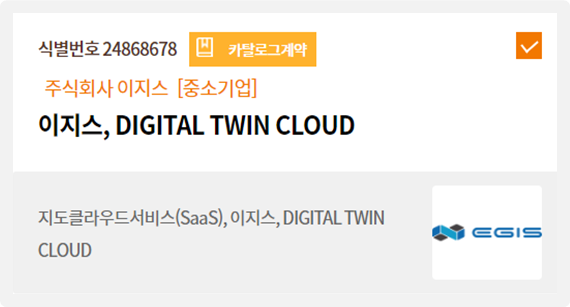 식별번호 24868678 카탈로그계약
주식회사 이지스 [중소기업]
이지스, DIGITAL TWIN CLOUD
지도클라우드서비스(SaaS), 이지스, DIGITAL TWIN
CLOUD
EGIS